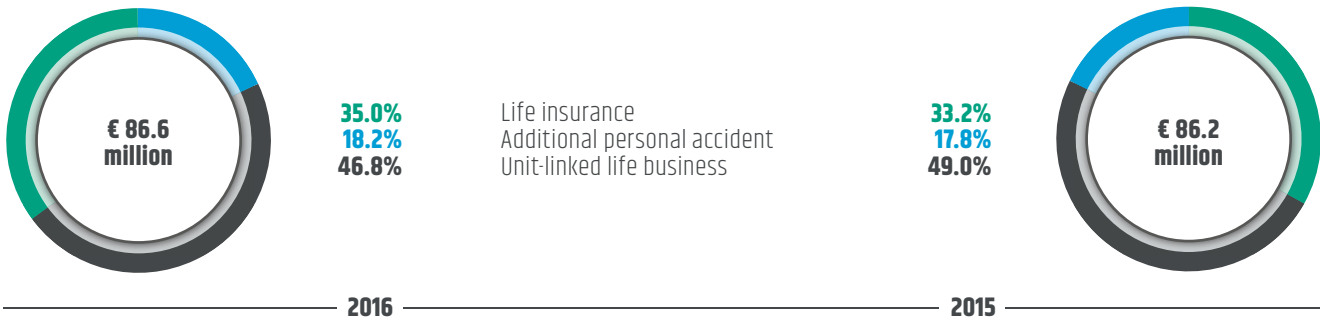 € 86.6
million
35.0% Life insurance 33.2%
18.2% Additional personal accident 17.8%
46.8% Unit-linked life business 49.0%
€ 86.2
million
2016 2015